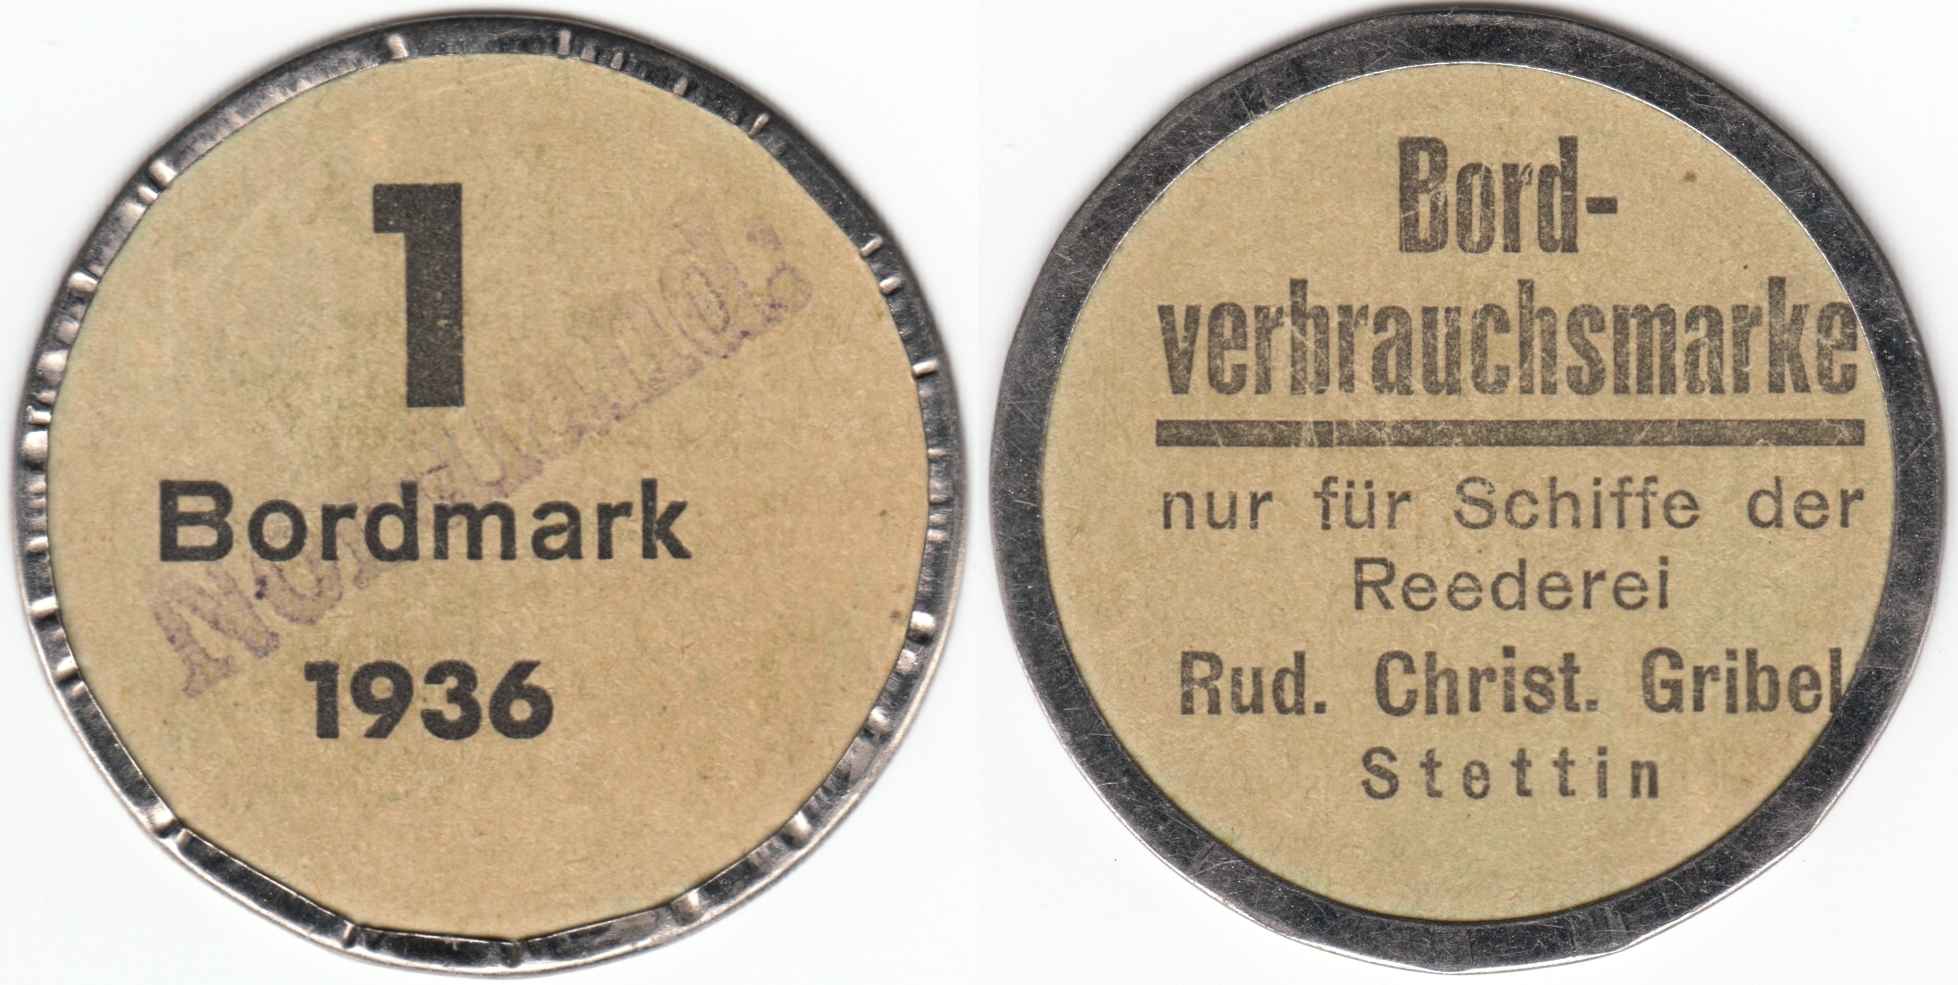 1
Bordmark
1936
Bord-
verbrauchsmarke
nur für Schiffe der
Reederei
Rud. Christ. Gribel
Stettin